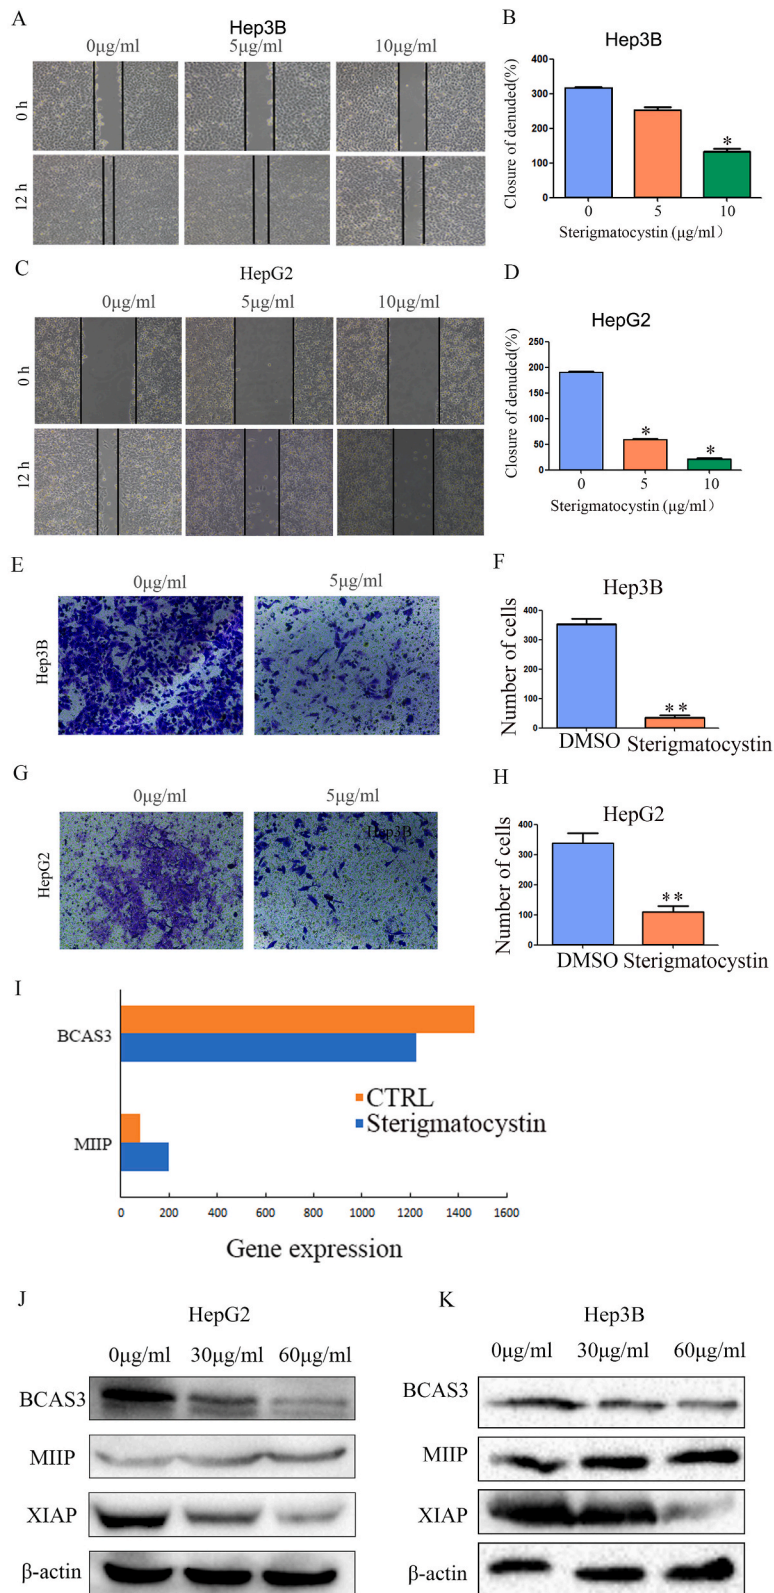 A
Hep3B
0μg/ml 5μg/ml 10μg/ml
0 h
12 h
B
Hep3B
Closure of denuded(%)
400
300
200
100
0
*
0 5 10
Sterigmatocystin (μg/ml）
C
HepG2
0μg/ml 5μg/ml 10μg/ml
0 h
12 h
D
HepG2
Closure of denuded(%)
250
200
150
100
50
0
* *
0 5 10
Sterigmatocystin (μg/ml）
E
0μg/ml 5μg/ml
Hep3B
F
Hep3B
Number of cells
400
300
200
100
0
**
DMSO Sterigmatocystin
G
0μg/ml 5μg/ml
HepG2
Hep3B
H
HepG2
Number of cells
400
300
200
100
0
**
DMSO Sterigmatocystin
I
BCAS3
MIIP
CTRL
Sterigmatocystin
0 200 400 600 800 1000 1200 1400 1600
Gene expression
J
HepG2
0μg/ml 30μg/ml 60μg/ml
BCAS3
MIIP
XIAP
β-actin
K
Hep3B
0μg/ml 30μg/ml 60μg/ml
BCAS3
MIIP
XIAP
β-actin